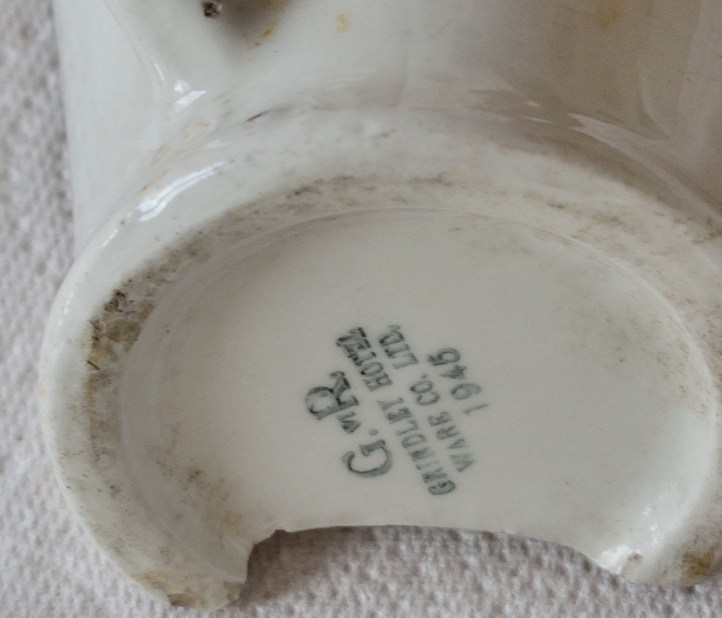 G. VI R.
GRINDLEY HOTEL
WARE CO. LTD.
1945